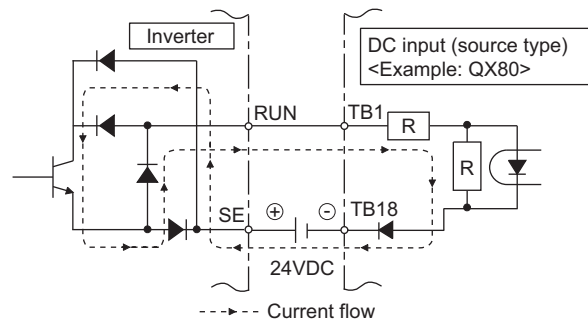 Inverter
DC input (source type)
<Example: QX80>
RUN
TB1
R
R
SE
+
-
TB18
24VDC
Current flow